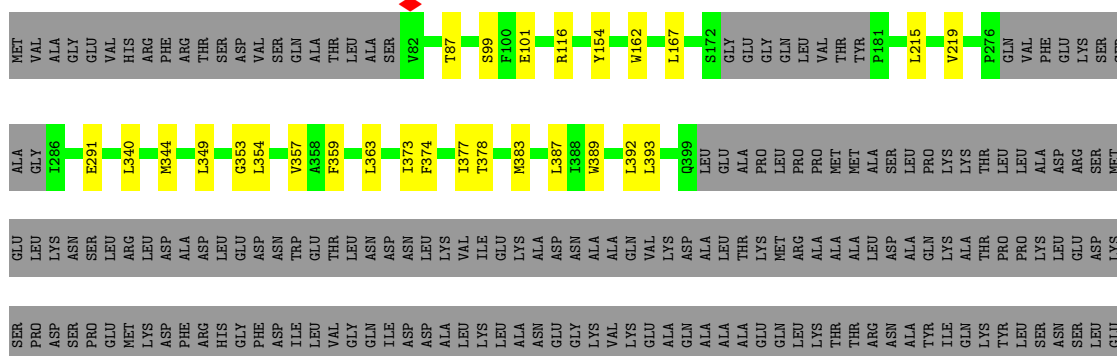 MET VAL ALA GLY GLU VAL HIS ARG PHE ARG THR SER ASP VAL SER GLN ALA THR LEU ALA SER V82 T87 S99 F100 E101 R116 Y154 W162 L167 S172 GLY GLU GLY GLN LEU VAL THR TYR P181 L215 V219 P276 GLN VAL PHE GLU LYS SER
ALA GLY I286 E291 L340 M344 L349 G353 L354 V357 A358 F359 L363 I373 F374 I377 T378 M383 L387 I388 W389 L392 L393 Q399 LEU GLU ALA PRO LEU PRO PRO MET MET ALA SER LEU PRO LYS LYS THR LEU LEU ALA ASP ARG SER MET
GLU LEU LYS ASN SER LEU ARG LEU ASP ALA ASP LEU GLU ASP ASN TRP GLU THR LEU ASN ASP ASN LEU LYS VAL ILE GLU LYS ALA ASP ASN ALA ALA GLN VAL LYS ASP ALA LEU THR LYS MET ARG ALA ALA ALA LEU ASP ALA GLN LYS ALA THR PRO PRO LYS LEU GLU ASP LYS
SER PRO ASP SER PRO GLU MET LYS ASP PHE ARG HIS GLY PHE ASP ILE LEU VAL GLY GLN ILE ASP ASP ALA LEU LYS LEU ALA ASN GLU GLY LYS VAL LYS GLU ALA GLN ALA ALA ALA GLU GLN LEU LYS THR THR ARG ASN ALA TYR ILE GLN LYS TYR LEU SER ASN SER LEU GLU